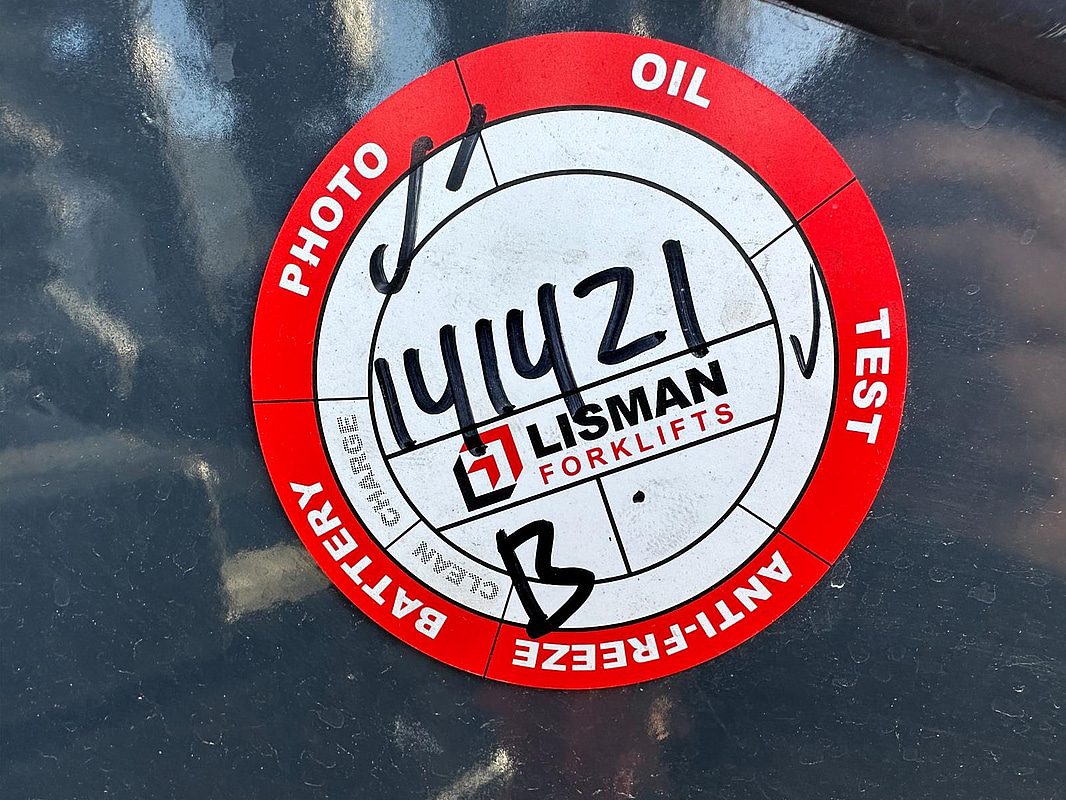 OIL
PHOTO
TEST
141421
LISMAN
FORKLIFTS
CHARGE
CLEAN
B
BATTERY
ANTI-FREEZE